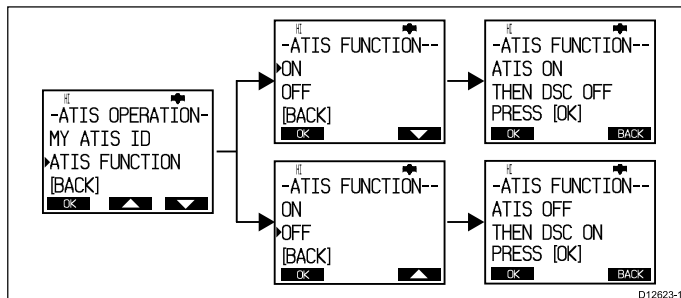 HI
-ATIS OPERATION-
MY ATIS ID
ATIS FUNCTION
[BACK]
OK
HI
-ATIS FUNCTION--
ON
OFF
[BACK]
OK
HI
-ATIS FUNCTION--
ATIS ON
THEN DSC OFF
PRESS [OK]
OK BACK
HI
-ATIS FUNCTION--
ON
OFF
[BACK]
OK
HI
-ATIS FUNCTION--
ATIS OFF
THEN DSC ON
PRESS [OK]
OK BACK
D12623-1